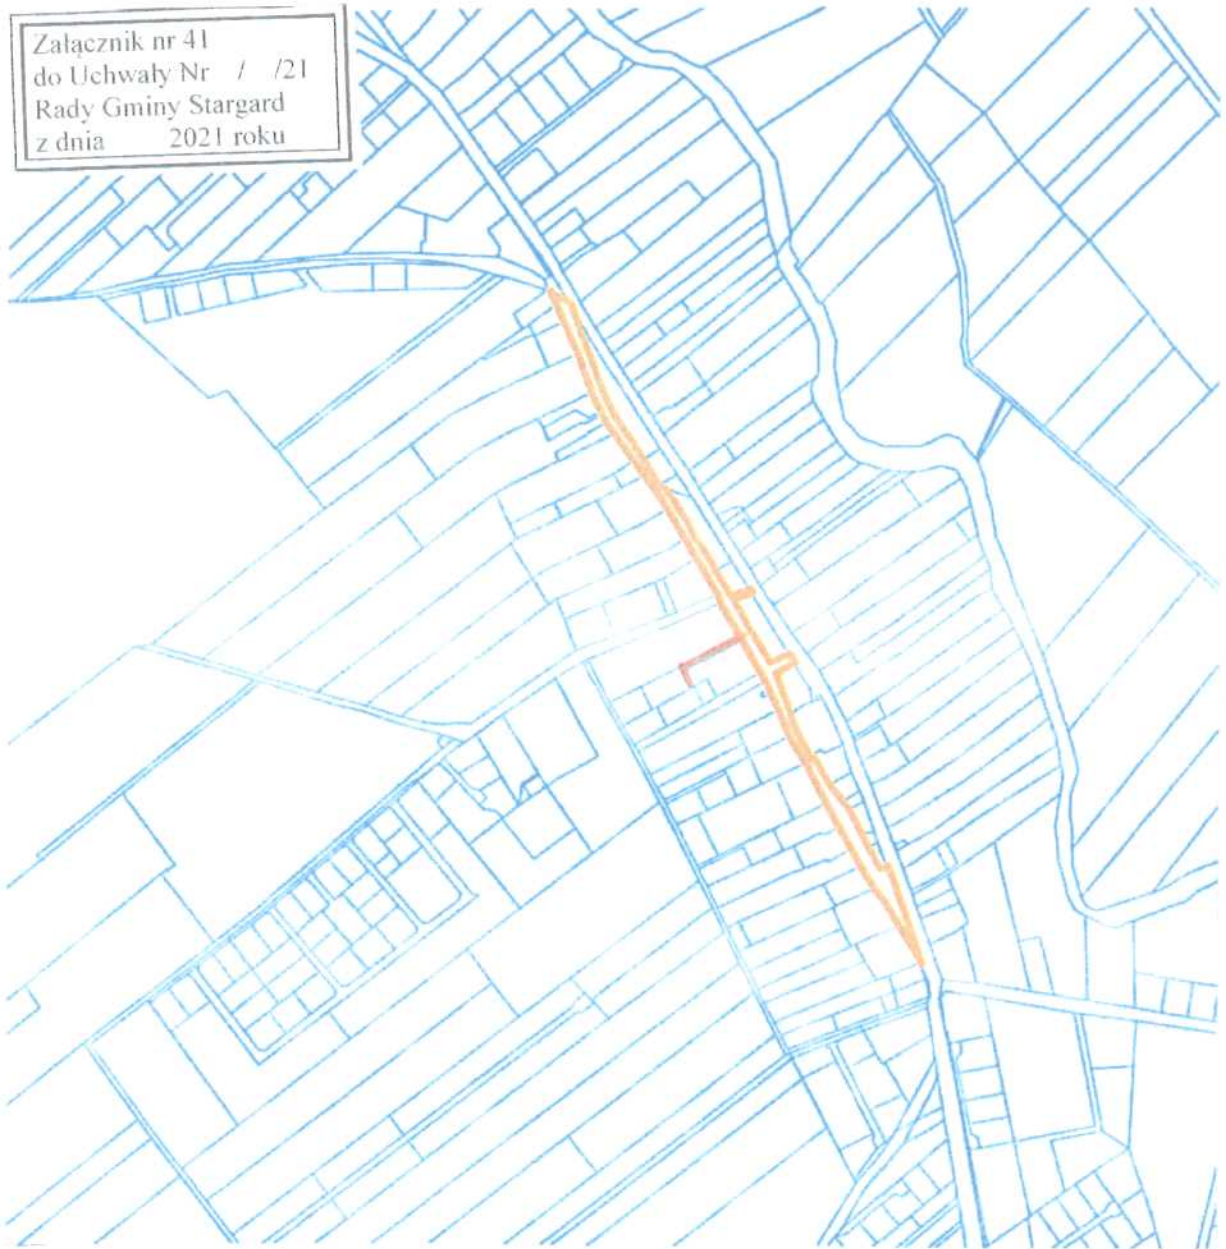 Załącznik nr 41
do Uchwały Nr / /21
Rady Gminy Stargard
z dnia 2021 roku